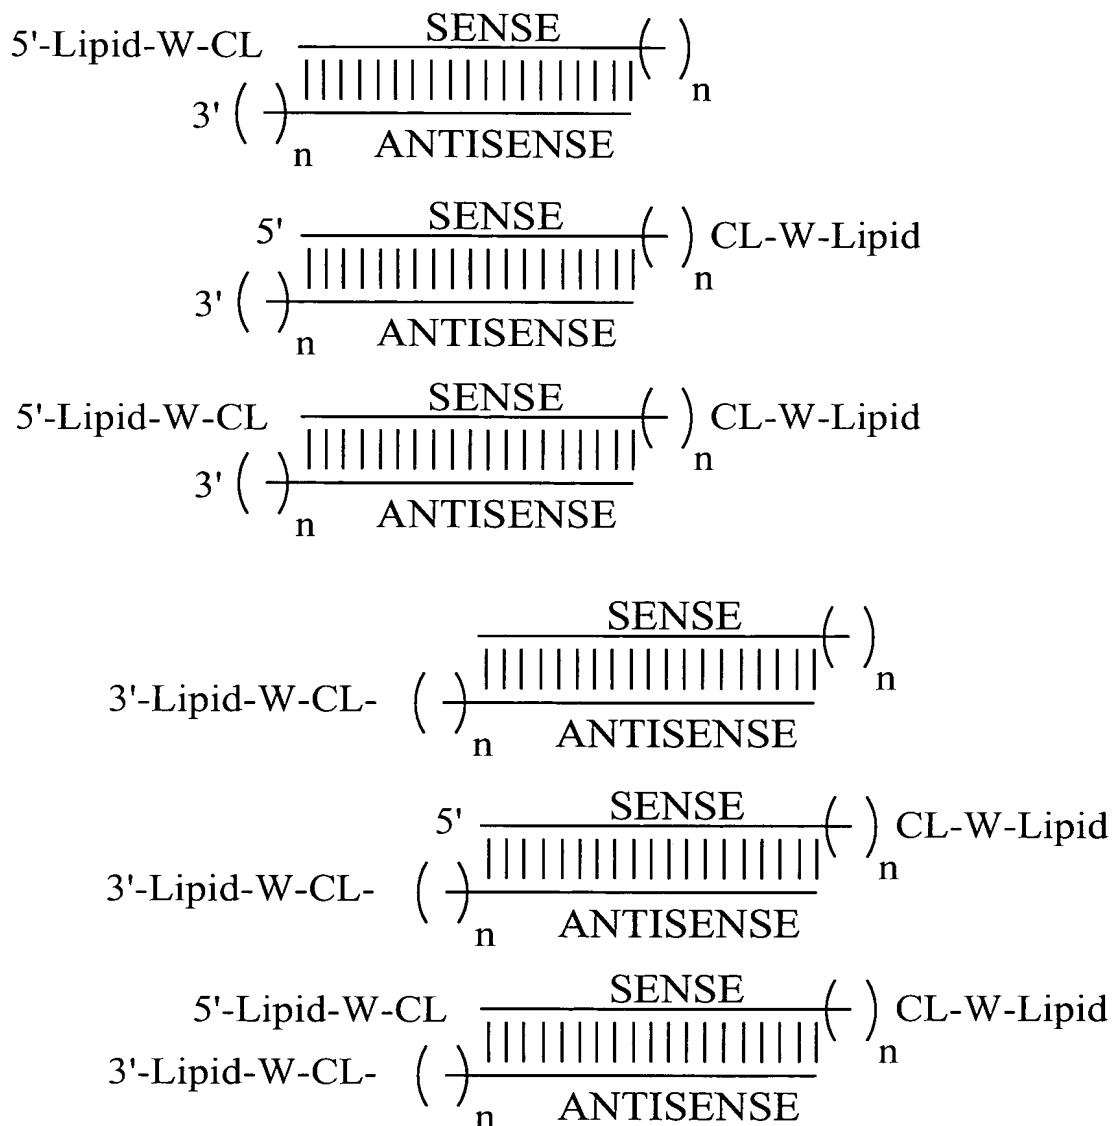 SENSE
5'-Lipid-W-CL ( )n
3' ( )n
ANTISENSE
SENSE
5' ( )n CL-W-Lipid
3' ( )n
ANTISENSE
SENSE
5'-Lipid-W-CL ( )n CL-W-Lipid
3' ( )n
ANTISENSE
SENSE
( )n
3'-Lipid-W-CL- ( )n
ANTISENSE
SENSE
5' ( )n CL-W-Lipid
3'-Lipid-W-CL- ( )n
ANTISENSE
SENSE
5'-Lipid-W-CL ( )n CL-W-Lipid
3'-Lipid-W-CL- ( )n
ANTISENSE